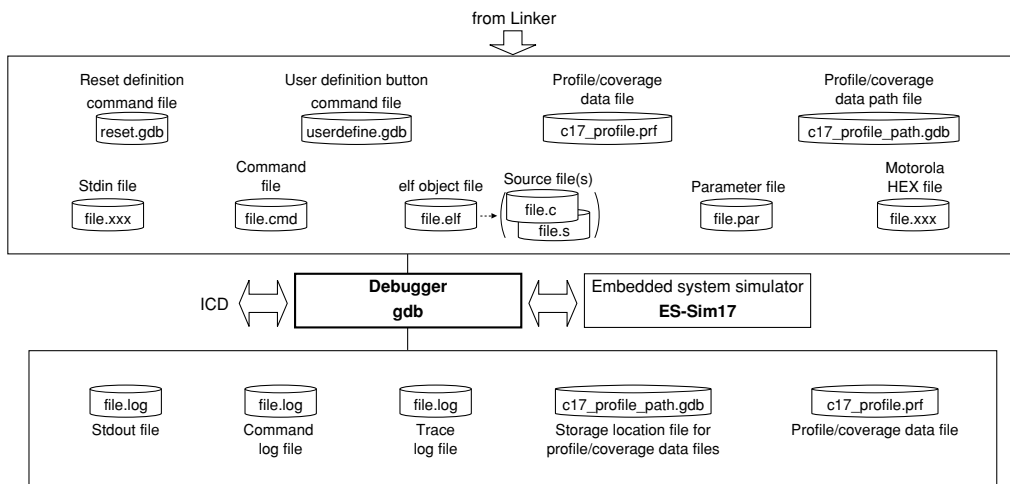 from Linker
Reset definition
command file
reset.gdb
User definition button
command file
userdefine.gdb
Profile/coverage
data file
c17_profile.prf
Profile/coverage
data path file
c17_profile_path.gdb
Stdin file
file.xxx
Command
file
file.cmd
elf object file
file.elf
Source file(s)
file.c
file.s
Parameter file
file.par
Motorola
HEX file
file.xxx
ICD
Debugger
gdb
Embedded system simulator
ES-Sim17
file.log
Stdout file
file.log
Command
log file
file.log
Trace
log file
c17_profile_path.gdb
Storage location file for
profile/coverage data files
c17_profile.prf
Profile/coverage data file